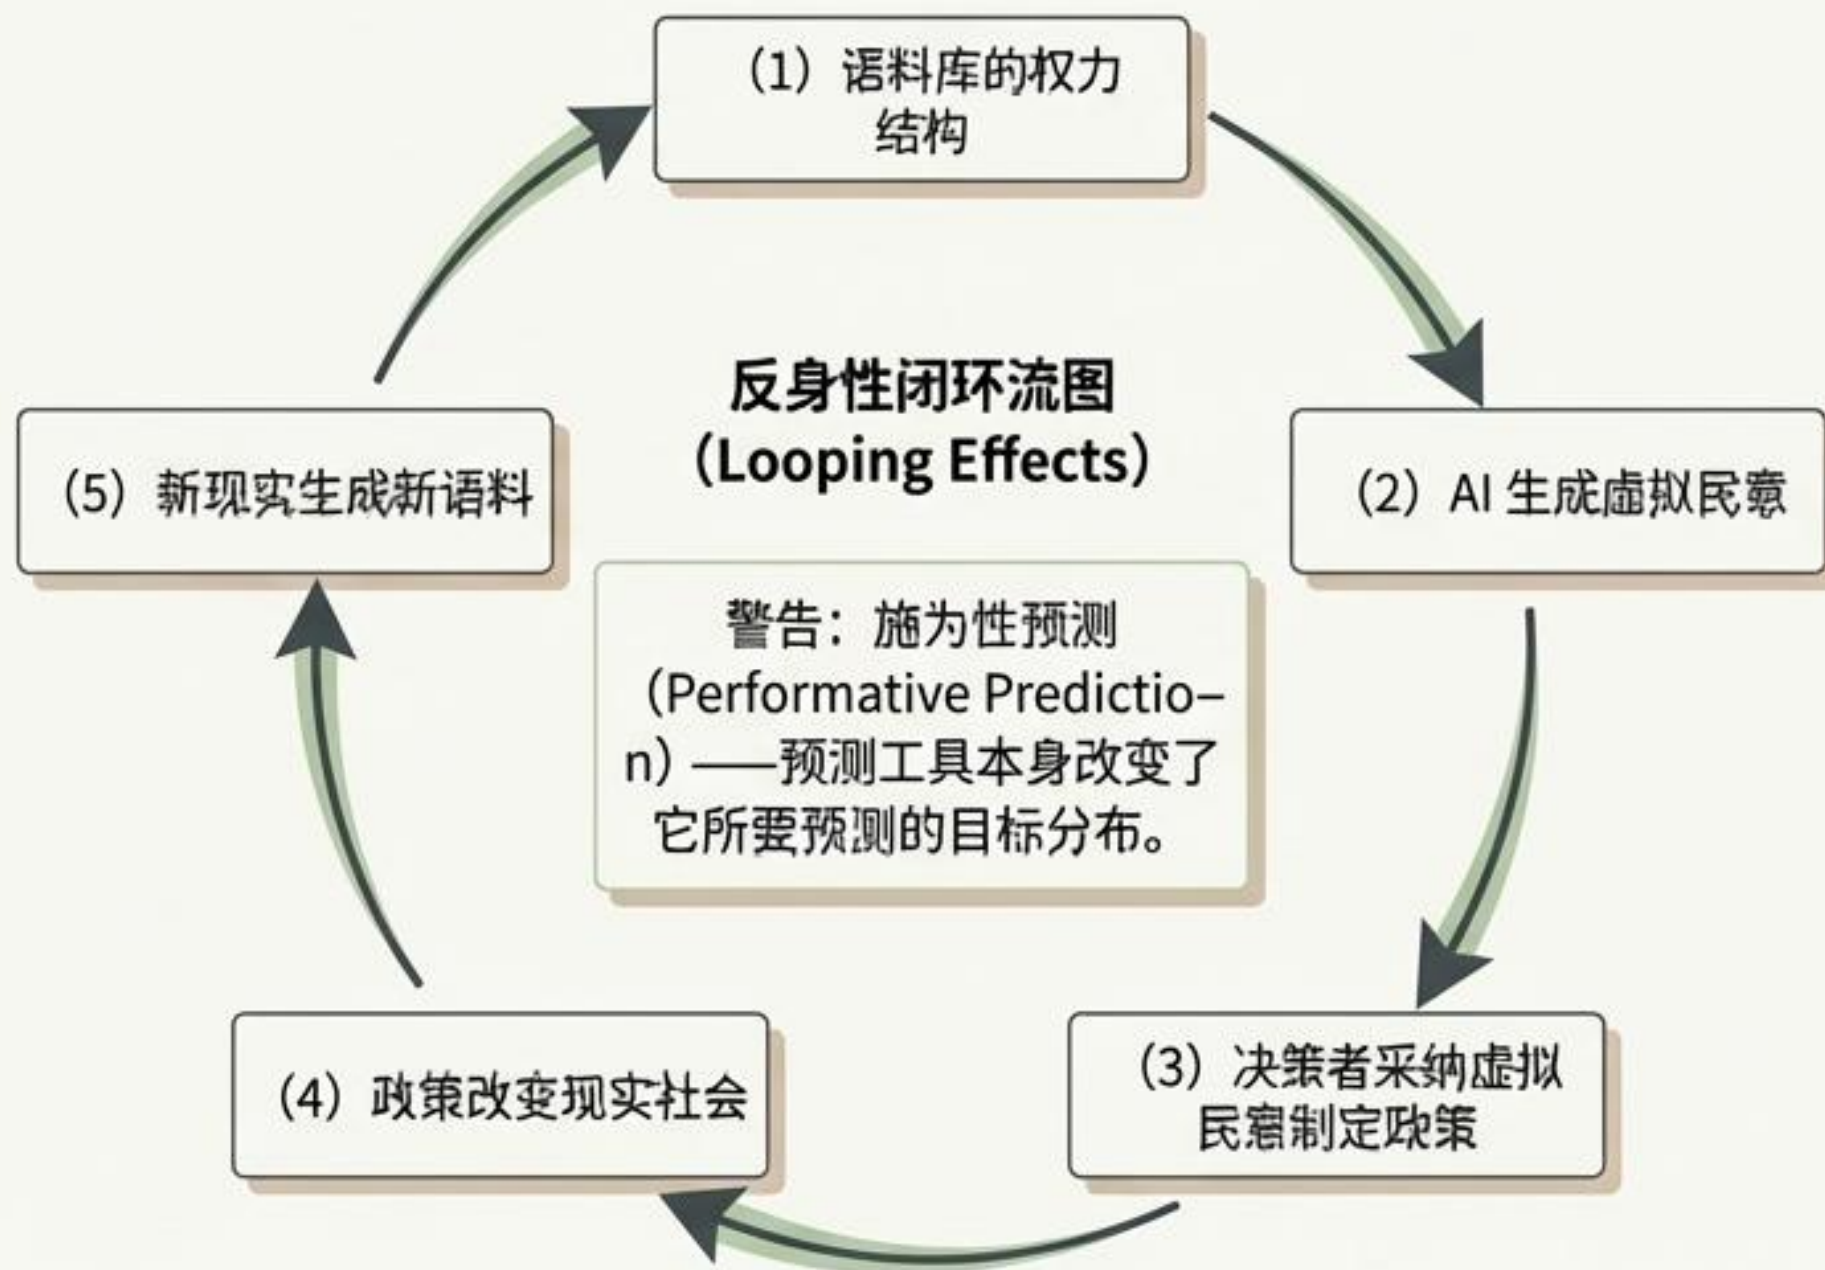 （1）语料库的权力
结构
反身性闭环流图
（Looping Effects）
（5）新现实生成新语料
（2）AI 生成虚拟民意
警告：施为性预测
（Performative Predictio–
n）——预测工具本身改变了
它所要预测的目标分布。
（4）政策改变现实社会
（3）决策者采纳虚拟
民意制定政策